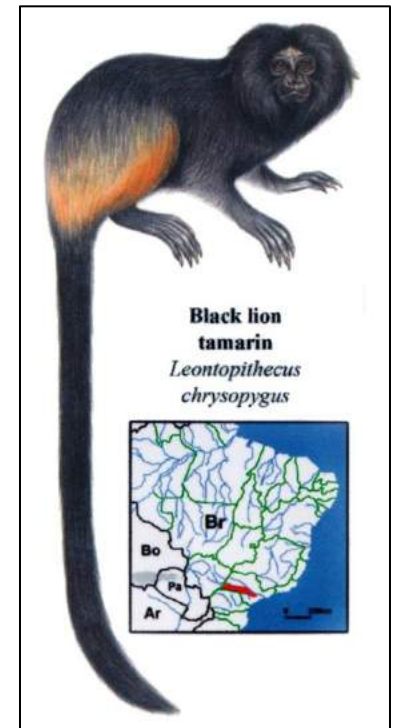 Black lion
tamarin
Leontopithecus
chrysopygus
Br
Bo
Pa
Ar